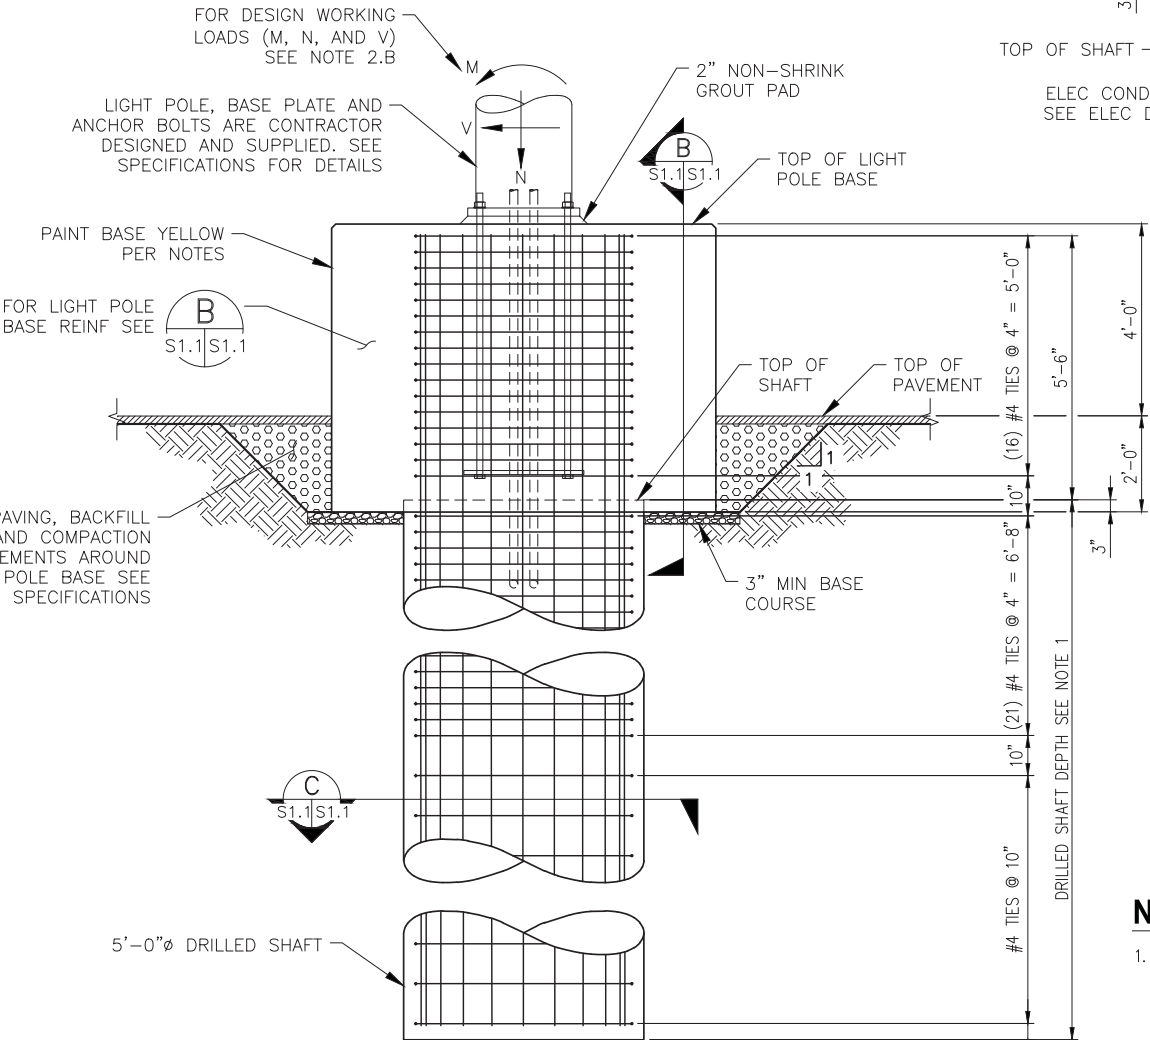 FOR DESIGN WORKING
LOADS (M, N, AND V)
SEE NOTE 2.B
M
V
N
LIGHT POLE, BASE PLATE AND
ANCHOR BOLTS ARE CONTRACTOR
DESIGNED AND SUPPLIED. SEE
SPECIFICATIONS FOR DETAILS
2" NON-SHRINK
GROUT PAD
B
S1.1 S1.1
TOP OF LIGHT
POLE BASE
3
TOP OF SHAFT
ELEC COND
SEE ELEC D
PAINT BASE YELLOW
PER NOTES
FOR LIGHT POLE
BASE REINF SEE
B
S1.1 S1.1
TOP OF
SHAFT
TOP OF
PAVEMENT
1
1
PAVING, BACKFILL
AND COMPACTION
EMENTS AROUND
POLE BASE SEE
SPECIFICATIONS
3" MIN BASE
COURSE
(16) #4 TIES @ 4" = 5'-0"
5'-6"
4'-0"
2'-0"
10"
3"
(21) #4 TIES @ 4" = 6'-8"
10"
DRILLED SHAFT DEPTH SEE NOTE 1
#4 TIES @ 10"
C
S1.1 S1.1
5'-0"ø DRILLED SHAFT
N
1.